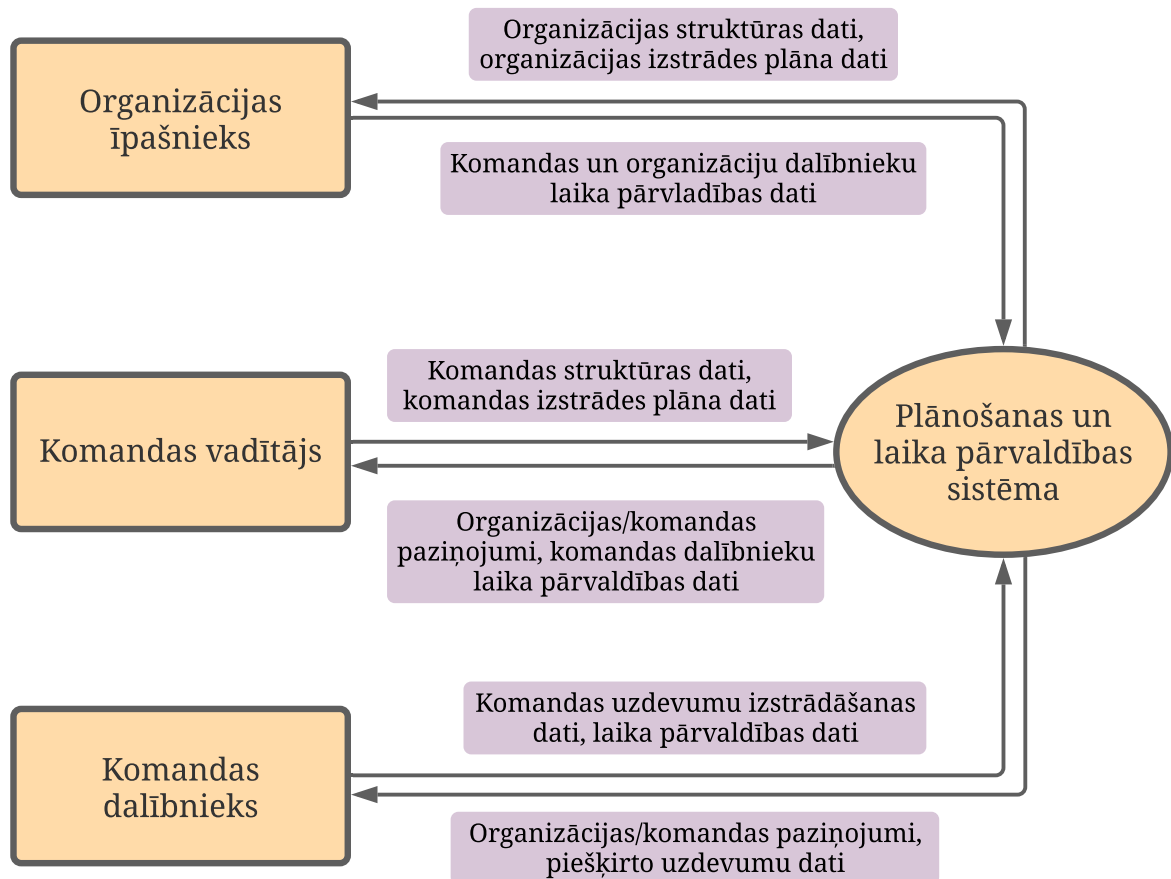 Organizācijas struktūras dati,
organizācijas izstrādes plāna dati
Organizācijas
īpašnieks
Komandas un organizāciju dalībnieku
laika pārvladības dati
Komandas struktūras dati,
komandas izstrādes plāna dati
Komandas vadītājs
Plānošanas un
laika pārvaldības
sistēma
Organizācijas/komandas
paziņojumi, komandas dalībnieku
laika pārvaldības dati
Komandas uzdevumu izstrādāšanas
dati, laika pārvaldības dati
Komandas
dalībnieks
Organizācijas/komandas paziņojumi,
piešķirto uzdevumu dati